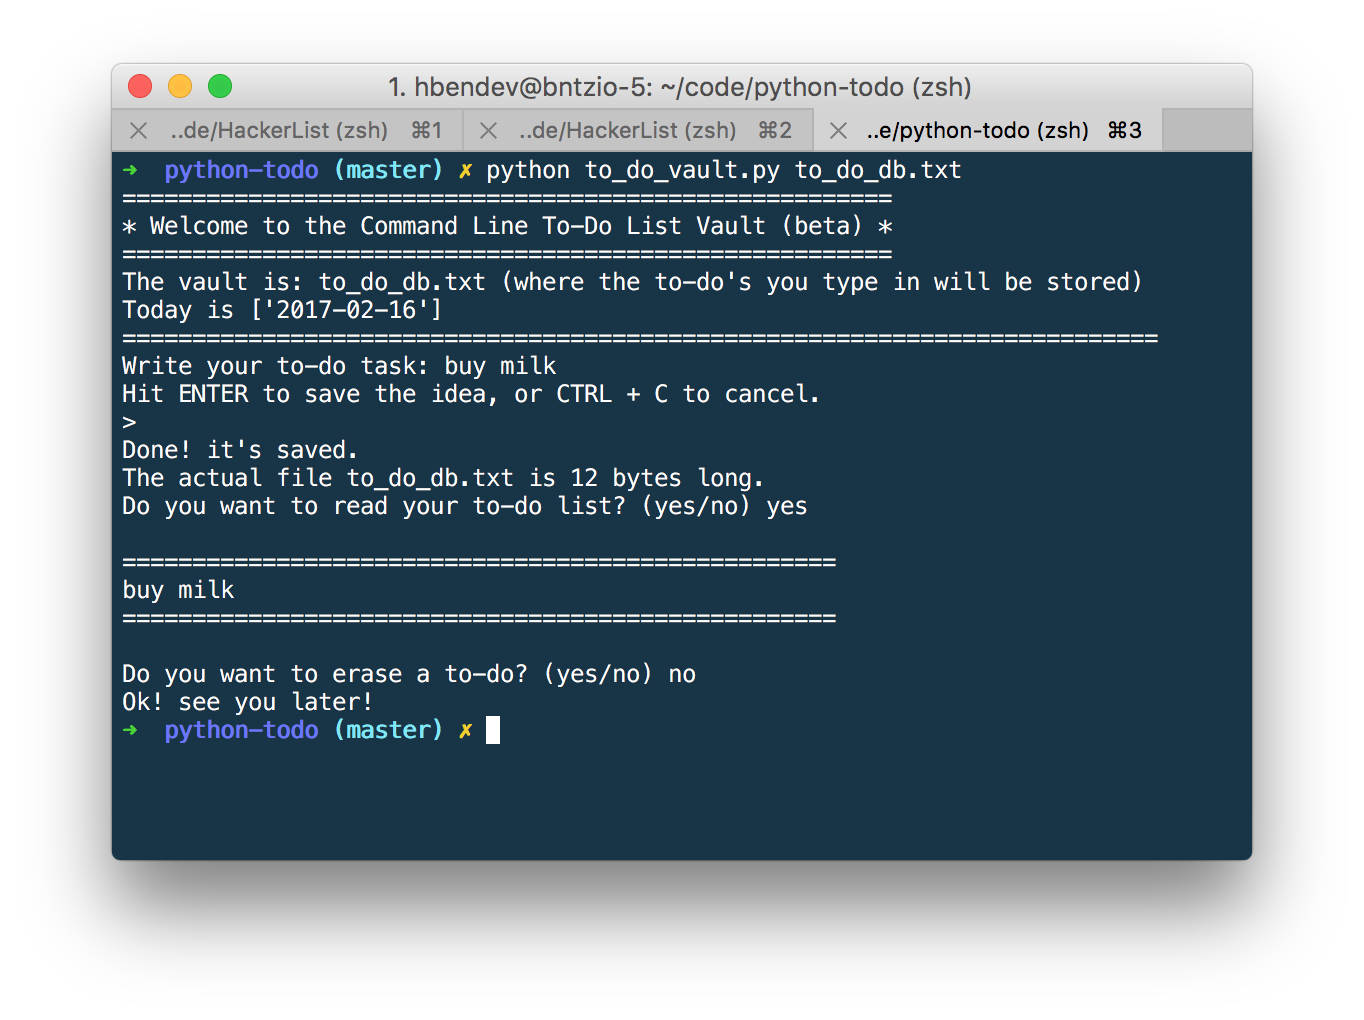 1. hbendev@bntzio-5: ~/code/python-todo (zsh)
..de/HackerList (zsh) ⌘1 ..de/HackerList (zsh) ⌘2 ..e/python-todo (zsh) ⌘3
➜ python-todo (master) ✗ python to_do_vault.py to_do_db.txt
=======================================================
* Welcome to the Command Line To-Do List Vault (beta) *
=======================================================
The vault is: to_do_db.txt (where the to-do's you type in will be stored)
Today is ['2017-02-16']
==========================================================================
Write your to-do task: buy milk
Hit ENTER to save the idea, or CTRL + C to cancel.
>
Done! it's saved.
The actual file to_do_db.txt is 12 bytes long.
Do you want to read your to-do list? (yes/no) yes
===================================================
buy milk
===================================================
Do you want to erase a to-do? (yes/no) no
Ok! see you later!
➜ python-todo (master) ✗